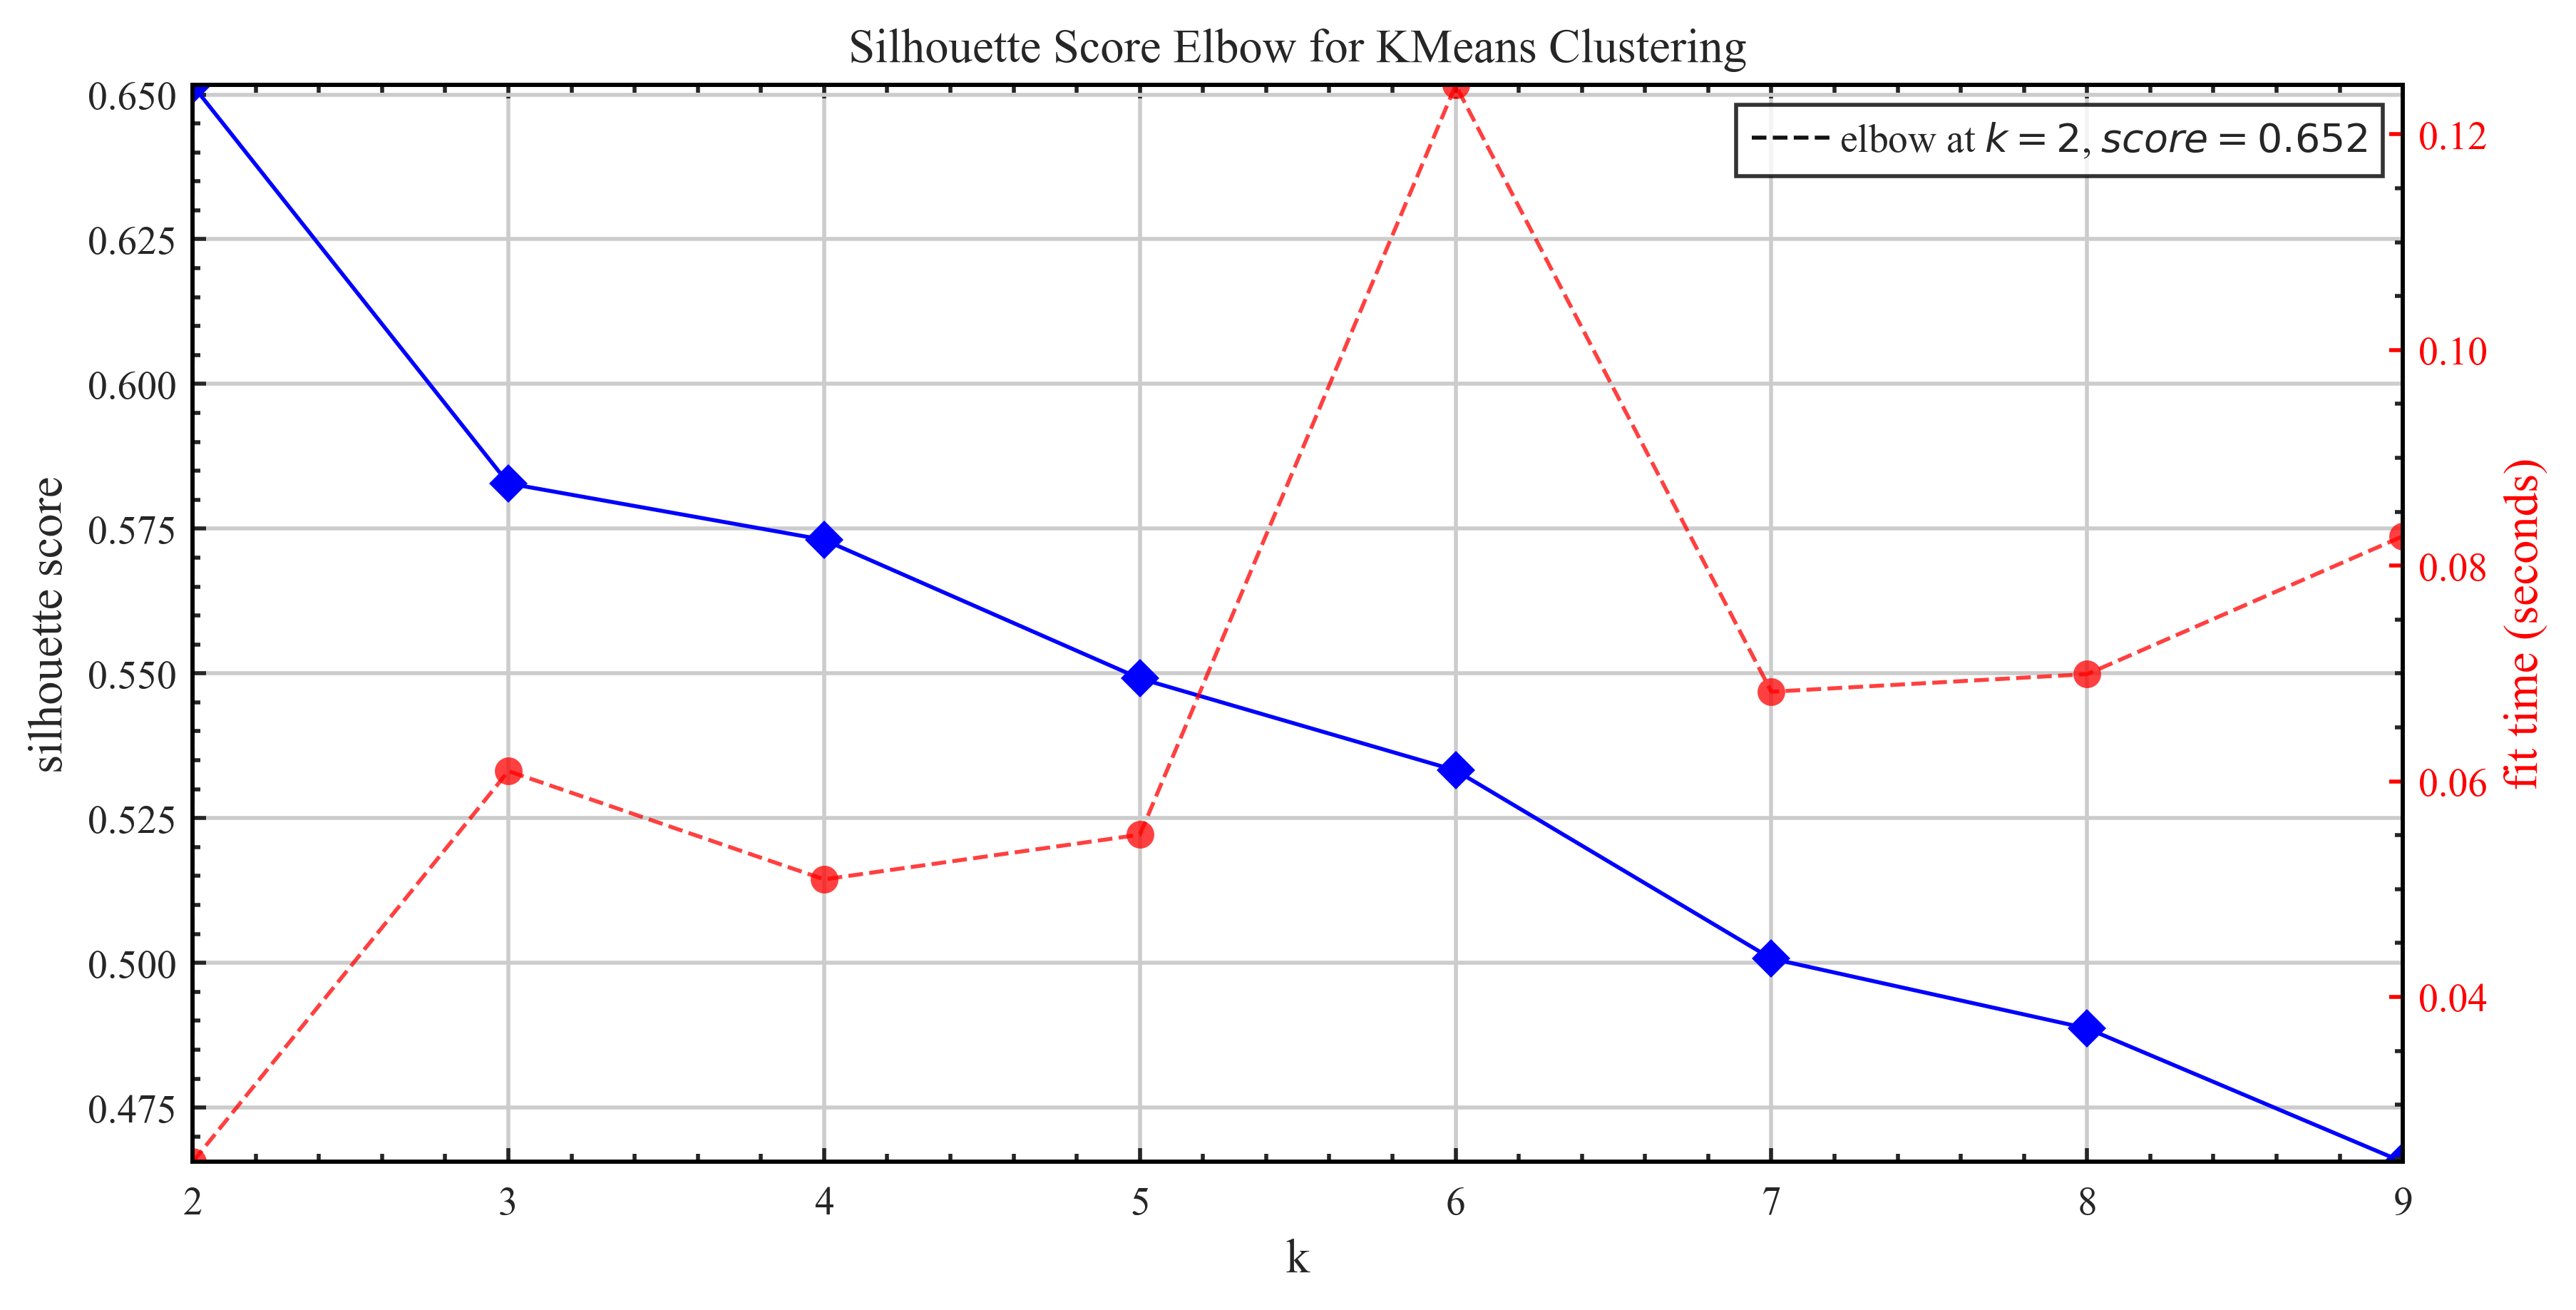 Silhouette Score Elbow for KMeans Clustering
elbow at k = 2, score = 0.652
silhouette score
0.650
0.625
0.600
0.575
0.550
0.525
0.500
0.475
2 3 4 5 6 7 8 9
k
0.12
0.10
0.08
0.06
0.04
fit time (seconds)